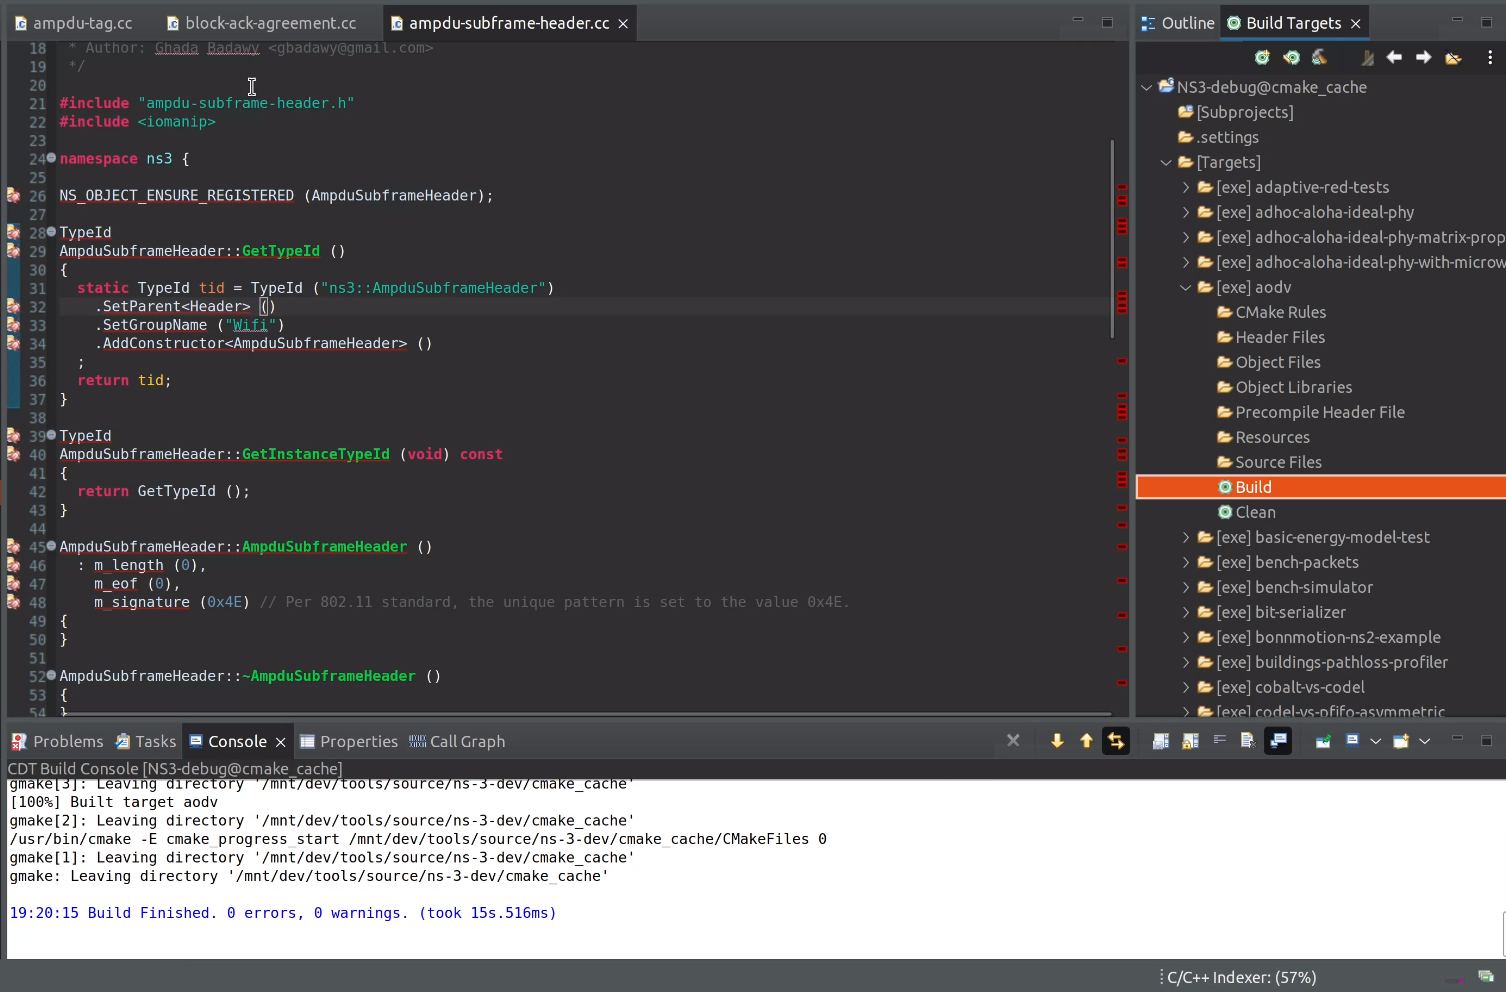 ampdu-tag.cc
block-ack-agreement.cc
ampdu-subframe-header.cc
Outline
Build Targets
18 * Author: Ghada Badawy <gbadawy@gmail.com>
19 */
20
21 #include "ampdu-subframe-header.h"
22 #include <iomanip>
23
24 namespace ns3 {
25
26 NS_OBJECT_ENSURE_REGISTERED (AmpduSubframeHeader);
27
28 TypeId
29 AmpduSubframeHeader::GetTypeId ()
30 {
31 static TypeId tid = TypeId ("ns3::AmpduSubframeHeader")
32 .SetParent<Header> ()
33 .SetGroupName ("Wifi")
34 .AddConstructor<AmpduSubframeHeader> ()
35 ;
36 return tid;
37 }
38
39 TypeId
40 AmpduSubframeHeader::GetInstanceTypeId (void) const
41 {
42 return GetTypeId ();
43 }
44
45 AmpduSubframeHeader::AmpduSubframeHeader ()
46 : m_length (0),
47 m_eof (0),
48 m_signature (0x4E) // Per 802.11 standard, the unique pattern is set to the value 0x4E.
49 {
50 }
51
52 AmpduSubframeHeader::~AmpduSubframeHeader ()
53 {
54 }
NS3-debug@cmake_cache
[Subprojects]
.settings
[Targets]
[exe] adaptive-red-tests
[exe] adhoc-aloha-ideal-phy
[exe] adhoc-aloha-ideal-phy-matrix-prop
[exe] adhoc-aloha-ideal-phy-with-microw
[exe] aodv
CMake Rules
Header Files
Object Files
Object Libraries
Precompile Header File
Resources
Source Files
Build
Clean
[exe] basic-energy-model-test
[exe] bench-packets
[exe] bench-simulator
[exe] bit-serializer
[exe] bonnmotion-ns2-example
[exe] buildings-pathloss-profiler
[exe] cobalt-vs-codel
[exe] codel-vs-pfifo-asymmetric
Problems
Tasks
Console
Properties
Call Graph
CDT Build Console [NS3-debug@cmake_cache]
gmake[3]: Leaving directory '/mnt/dev/tools/source/ns-3-dev/cmake_cache'
[100%] Built target aodv
gmake[2]: Leaving directory '/mnt/dev/tools/source/ns-3-dev/cmake_cache'
/usr/bin/cmake -E cmake_progress_start /mnt/dev/tools/source/ns-3-dev/cmake_cache/CMakeFiles 0
gmake[1]: Leaving directory '/mnt/dev/tools/source/ns-3-dev/cmake_cache'
gmake: Leaving directory '/mnt/dev/tools/source/ns-3-dev/cmake_cache'
19:20:15 Build Finished. 0 errors, 0 warnings. (took 15s.516ms)
C/C++ Indexer: (57%)